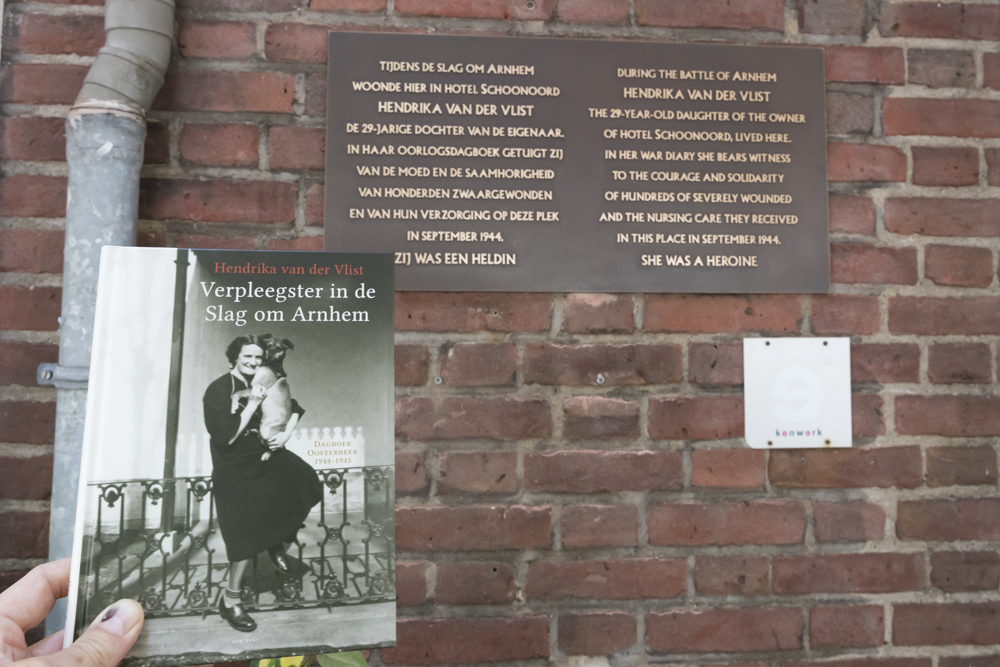 TIJDENS DE SLAG OM ARNHEM
WOONDE HIER IN HOTEL SCHOONOORD
HENDRIKA VAN DER VLIST
DE 29-JARIGE DOCHTER VAN DE EIGENAAR.
IN HAAR OORLOGSDAGBOEK GETUIGT ZIJ
VAN DE MOED EN DE SAAMHORIGHEID
VAN HONDERDEN ZWAARGEWONDEN
EN VAN HUN VERZORGING OP DEZE PLEK
IN SEPTEMBER 1944.
ZIJ WAS EEN HELDIN
DURING THE BATTLE OF ARNHEM
HENDRIKA VAN DER VLIST
THE 29-YEAR-OLD DAUGHTER OF THE OWNER
OF HOTEL SCHOONOORD, LIVED HERE.
IN HER WAR DIARY SHE BEARS WITNESS
TO THE COURAGE AND SOLIDARITY
OF HUNDREDS OF SEVERELY WOUNDED
AND THE NURSING CARE THEY RECEIVED
IN THIS PLACE IN SEPTEMBER 1944.
SHE WAS A HEROINE
Hendrika van der Vlist
Verpleegster in de
Slag om Arnhem
DAGBOEK
OOSTERBEEK
1944-1945
kenwerk